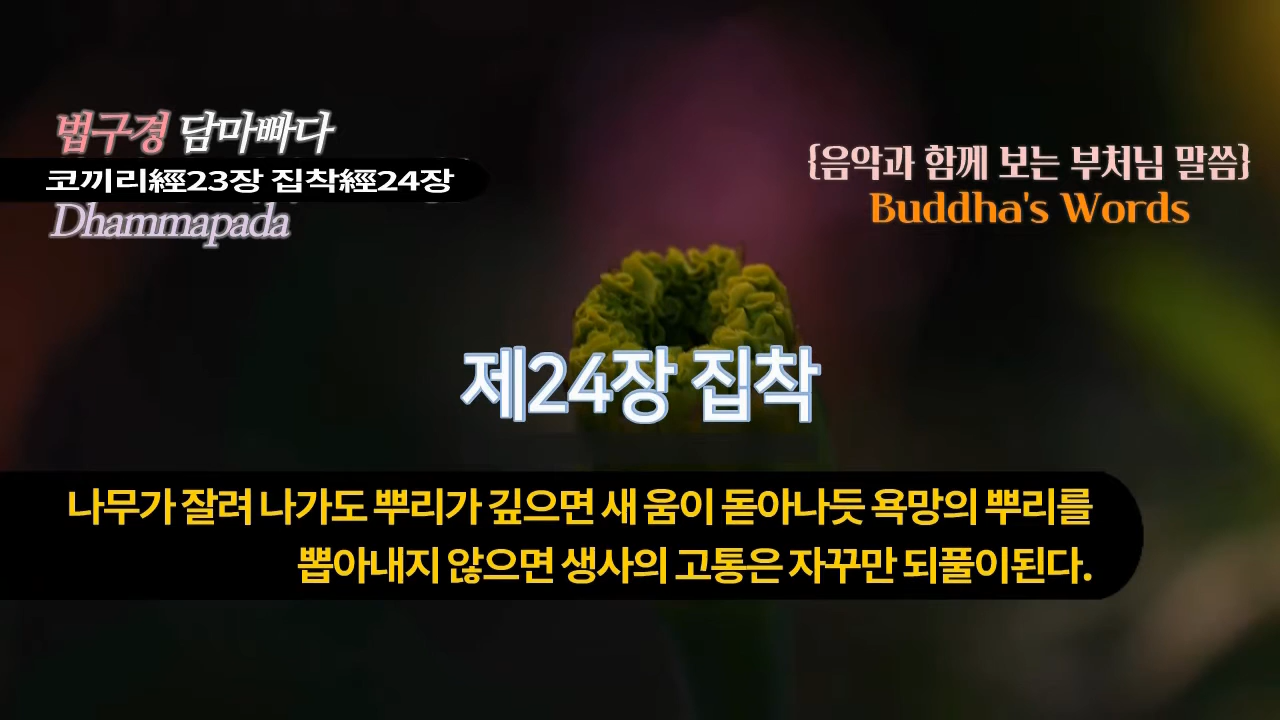 법구경 담마빠다
코끼리經23장 집착經24장
Dhammapada
{음악과 함께 보는 부처님 말씀}
Buddha's Words
제24장 집착
나무가 잘려 나가도 뿌리가 깊으면 새 움이 돋아나듯 욕망의 뿌리를
뽑아내지 않으면 생사의 고통은 자꾸만 되풀이된다.